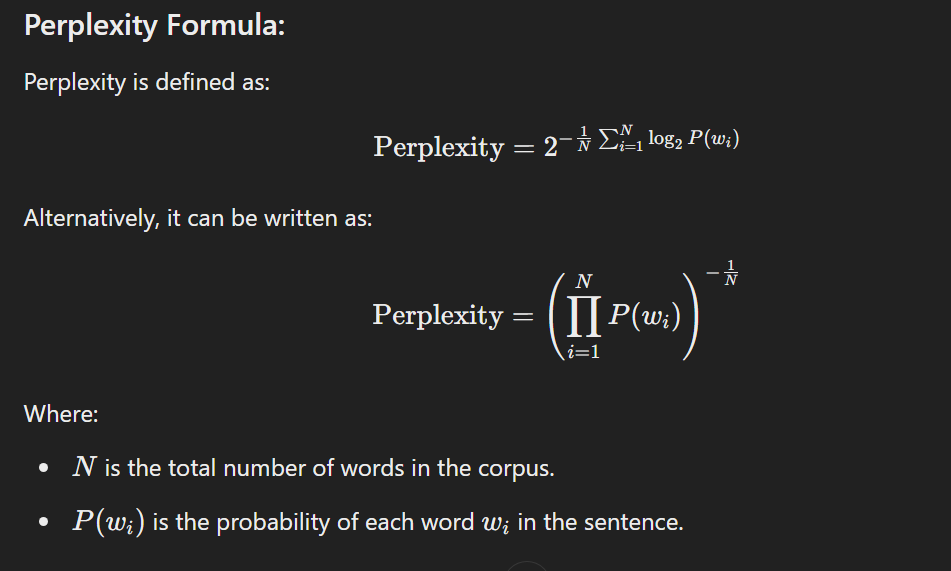 Perplexity Formula:
Perplexity is defined as:
Perplexity = 2^{-\frac{1}{N} \sum_{i=1}^{N} \log_2 P(w_i)}
Alternatively, it can be written as:
Perplexity = \left( \prod_{i=1}^{N} P(w_i) \right)^{-\frac{1}{N}}
Where:
• N is the total number of words in the corpus.
• P(w_i) is the probability of each word w_i in the sentence.